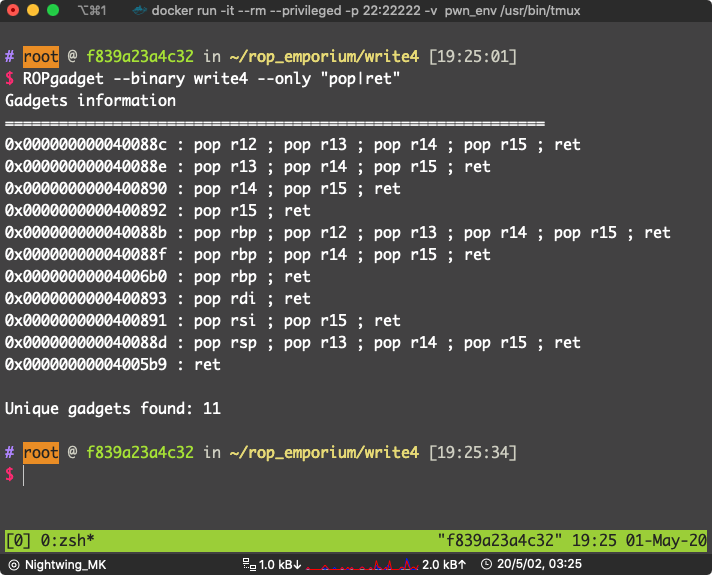 ⌥⌘1 docker run -it --rm --privileged -p 22:22222 -v pwn_env /usr/bin/tmux
# root @ f839a23a4c32 in ~/rop_emporium/write4 [19:25:01]
$ ROPgadget --binary write4 --only "pop|ret"
Gadgets information
============================================================
0x000000000040088c : pop r12 ; pop r13 ; pop r14 ; pop r15 ; ret
0x000000000040088e : pop r13 ; pop r14 ; pop r15 ; ret
0x0000000000400890 : pop r14 ; pop r15 ; ret
0x0000000000400892 : pop r15 ; ret
0x000000000040088b : pop rbp ; pop r12 ; pop r13 ; pop r14 ; pop r15 ; ret
0x000000000040088f : pop rbp ; pop r14 ; pop r15 ; ret
0x00000000004006b0 : pop rbp ; ret
0x0000000000400893 : pop rdi ; ret
0x0000000000400891 : pop rsi ; pop r15 ; ret
0x000000000040088d : pop rsp ; pop r13 ; pop r14 ; pop r15 ; ret
0x00000000004005b9 : ret
Unique gadgets found: 11
# root @ f839a23a4c32 in ~/rop_emporium/write4 [19:25:34]
$
[0] 0:zsh* "f839a23a4c32" 19:25 01-May-20
Nightwing_MK 1.0 kB↓ 2.0 kB↑ 20/5/02, 03:25